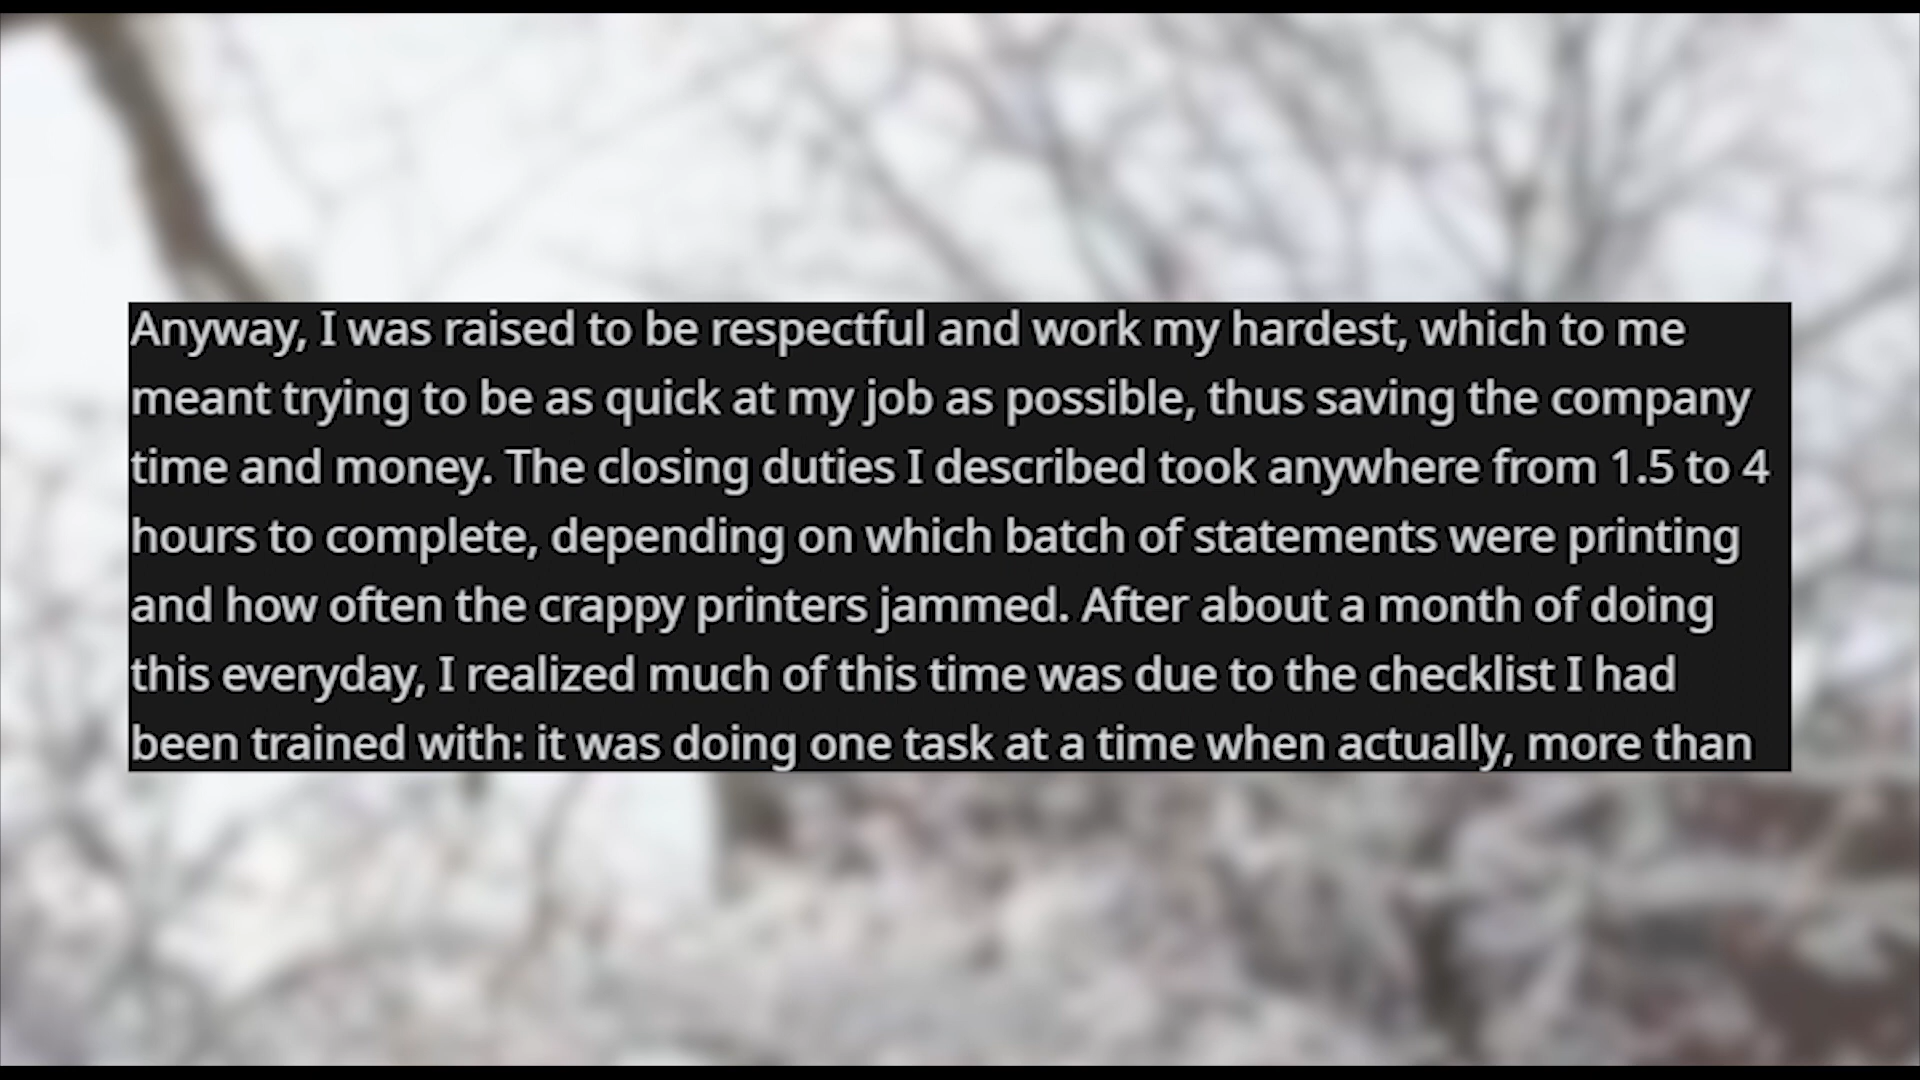 Anyway, I was raised to be respectful and work my hardest, which to me
meant trying to be as quick at my job as possible, thus saving the company
time and money. The closing duties I described took anywhere from 1.5 to 4
hours to complete, depending on which batch of statements were printing
and how often the crappy printers jammed. After about a month of doing
this everyday, I realized much of this time was due to the checklist I had
been trained with: it was doing one task at a time when actually, more than